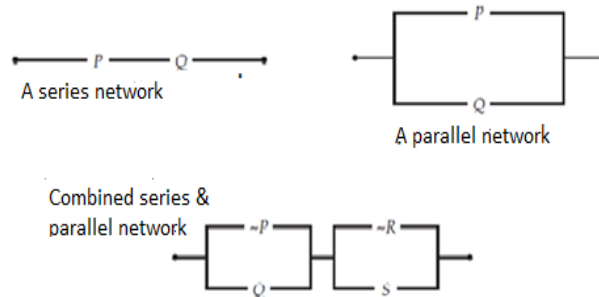 P Q
A series network
P
Q
A parallel network
Combined series &
parallel network
~P ~R
Q S